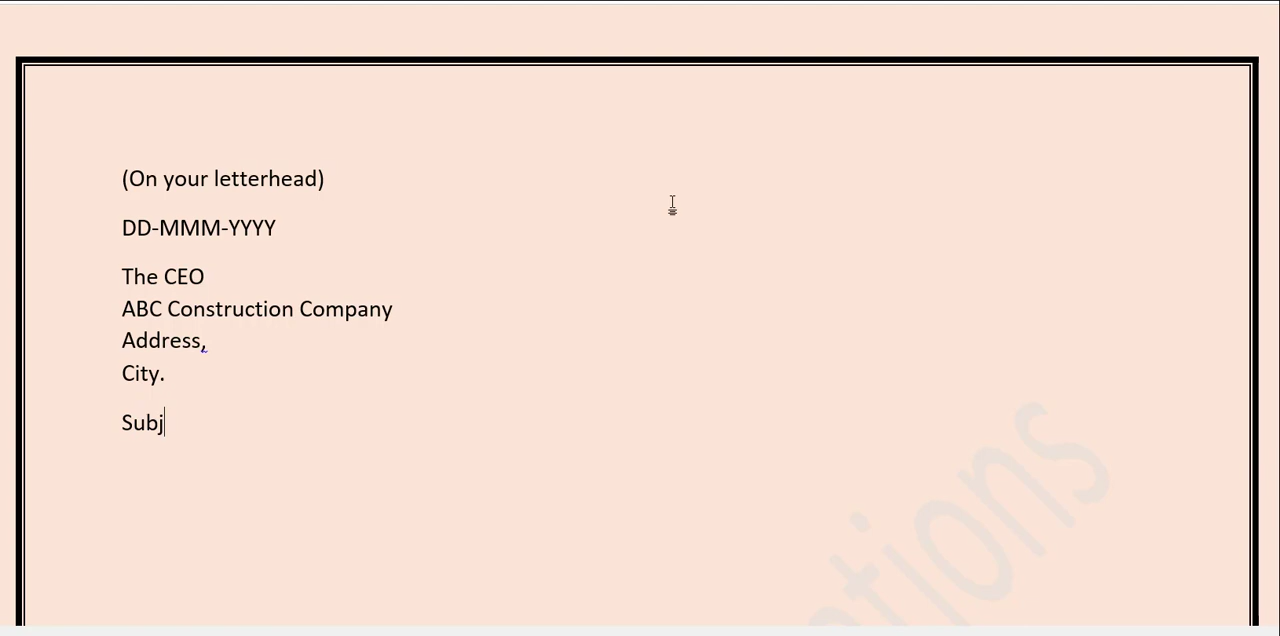 (On your letterhead)
DD-MMM-YYYY
The CEO
ABC Construction Company
Address,
City.
Subj